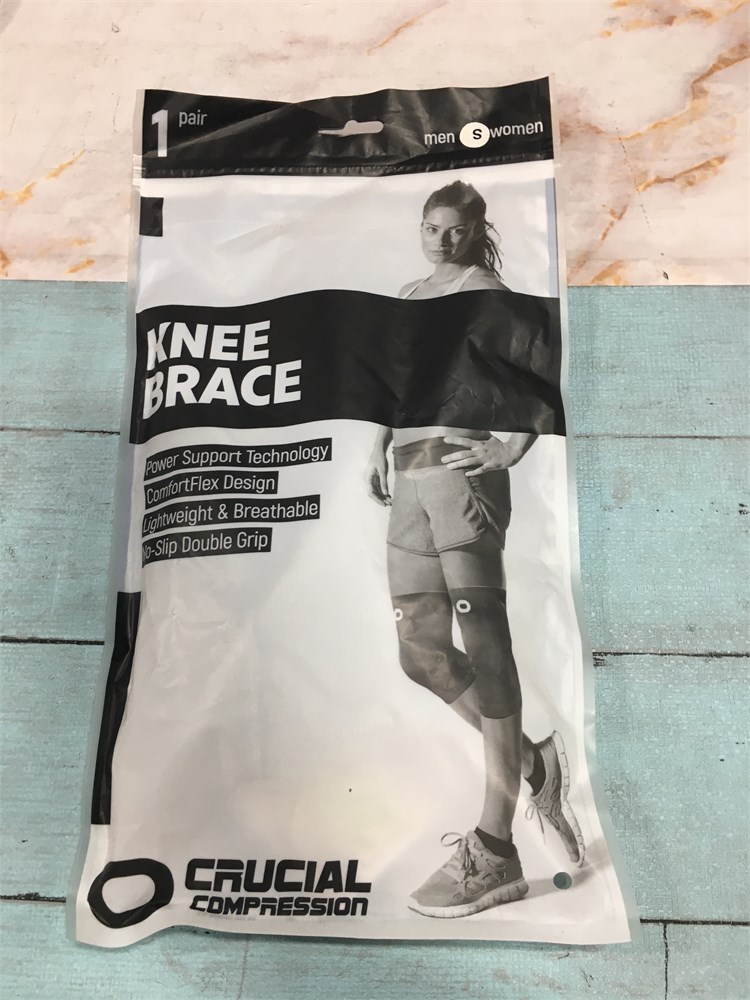 1 pair
men S women
KNEE
BRACE
Power Support Technology
ComfortFlex Design
Lightweight & Breathable
No-Slip Double Grip
CRUCIAL
COMPRESSION